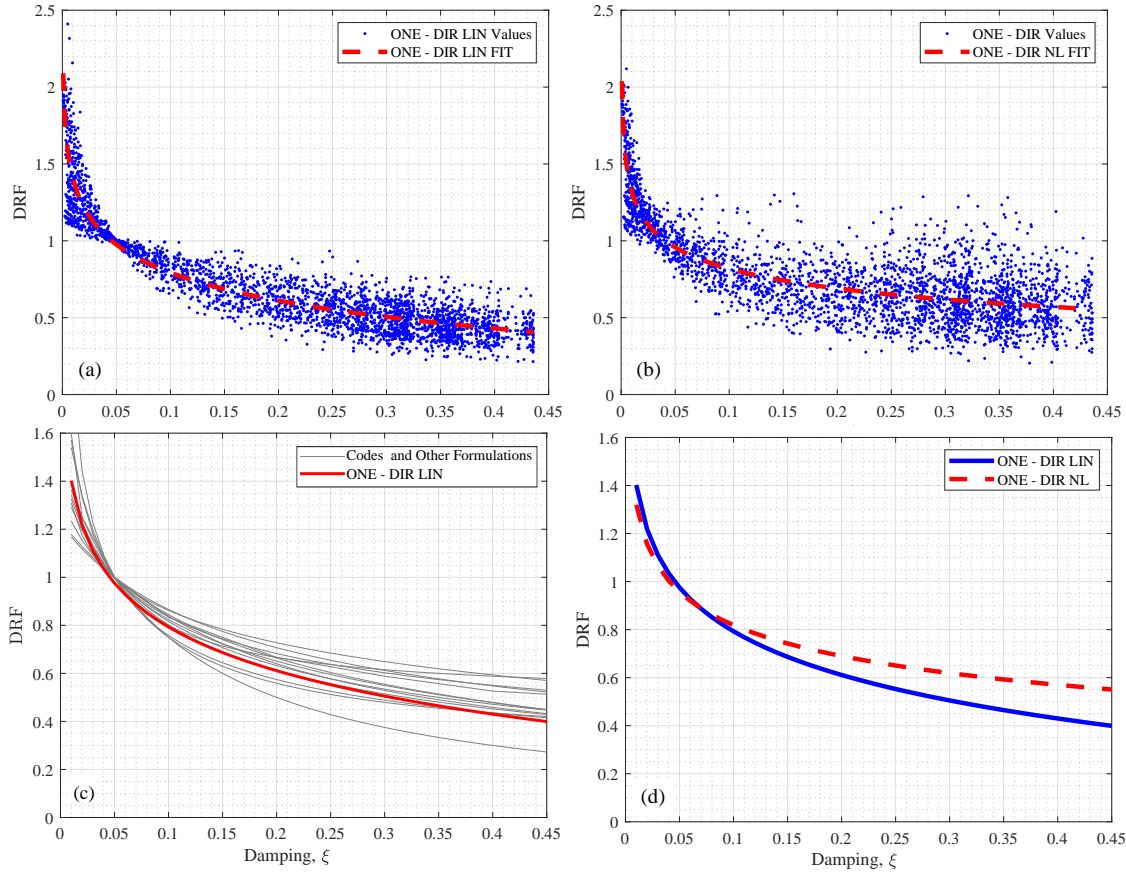 2.5
2
1.5
1
0.5
0
DRF
ONE - DIR LIN Values
ONE - DIR LIN FIT
(a)
0 0.05 0.1 0.15 0.2 0.25 0.3 0.35 0.4 0.45
2.5
2
1.5
1
0.5
0
DRF
ONE - DIR Values
ONE - DIR NL FIT
(b)
0 0.05 0.1 0.15 0.2 0.25 0.3 0.35 0.4 0.45
1.6
1.4
1.2
1
0.8
0.6
0.4
0.2
0
DRF
Codes and Other Formulations
ONE - DIR LIN
(c)
0 0.05 0.1 0.15 0.2 0.25 0.3 0.35 0.4 0.45
Damping, ξ
1.6
1.4
1.2
1
0.8
0.6
0.4
0.2
0
DRF
ONE - DIR LIN
ONE - DIR NL
(d)
0 0.05 0.1 0.15 0.2 0.25 0.3 0.35 0.4 0.45
Damping, ξ